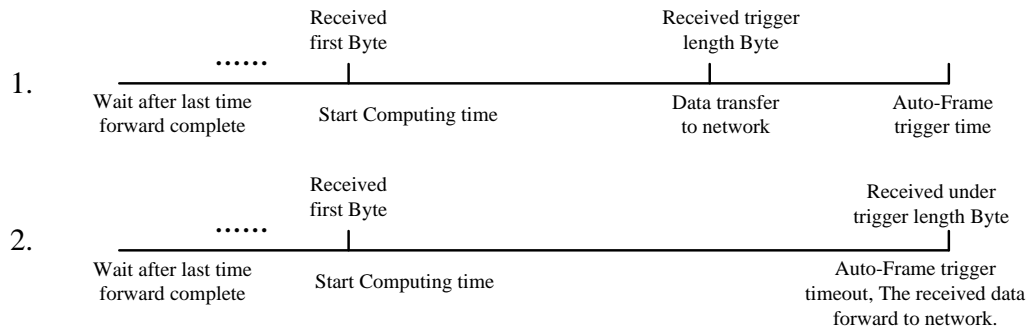 Received
first Byte
Received trigger
length Byte
......
1.
Wait after last time
forward complete
Start Computing time
Data transfer
to network
Auto-Frame
trigger time
Received
first Byte
Received under
trigger length Byte
......
2.
Wait after last time
forward complete
Start Computing time
Auto-Frame trigger
timeout, The received data
forward to network.